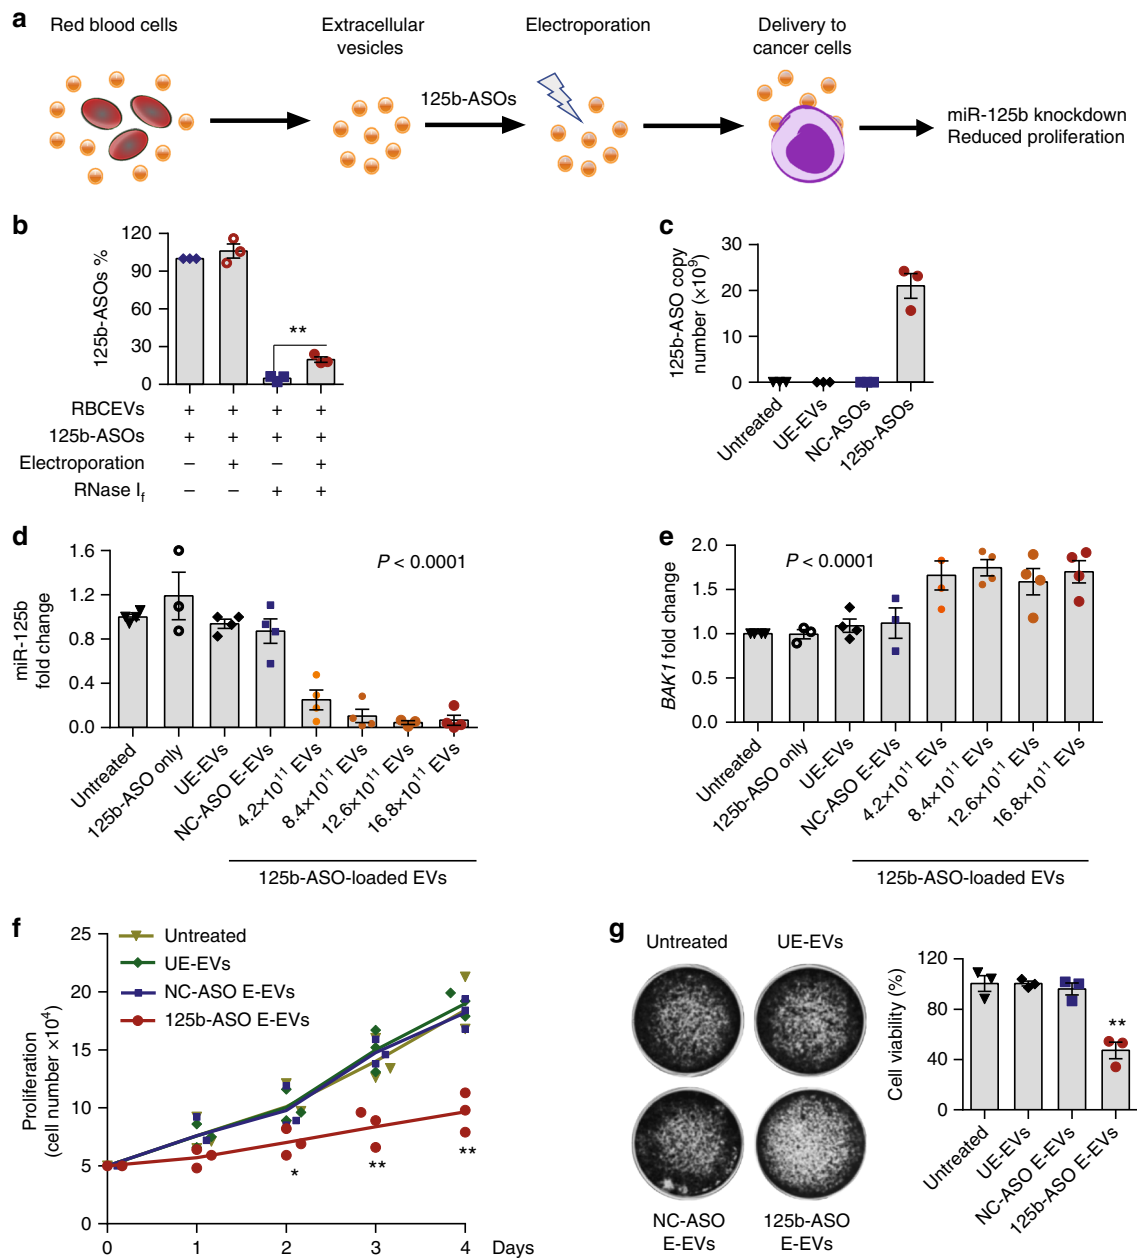 a
Red blood cells
Extracellular
vesicles
Electroporation
Delivery to
cancer cells
125b-ASOs
miR-125b knockdown
Reduced proliferation
b
125b-ASOs %
120
90
60
30
0
**
RBCEVs + + + +
125b-ASOs + + + +
Electroporation – + – +
RNase If – – + +
c
125b-ASO copy
number (×10⁹)
30
20
10
0
Untreated
UE-EVs
NC-ASOs
125b-ASOs
d
miR-125b
fold change
1.6
1.2
0.8
0.4
0.0
P < 0.0001
Untreated
125b-ASO only
UE-EVs
NC-ASO E-EVs
4.2×10¹¹ EVs
8.4×10¹¹ EVs
12.6×10¹¹ EVs
16.8×10¹¹ EVs
125b-ASO-loaded EVs
e
BAK1 fold change
2.0
1.5
1.0
0.5
0.0
P < 0.0001
Untreated
125b-ASO only
UE-EVs
NC-ASO E-EVs
4.2×10¹¹ EVs
8.4×10¹¹ EVs
12.6×10¹¹ EVs
16.8×10¹¹ EVs
125b-ASO-loaded EVs
f
Proliferation
(cell number ×10⁴)
25
20
15
10
5
0
Untreated
UE-EVs
NC-ASO E-EVs
125b-ASO E-EVs
*
**
**
0 1 2 3 4 Days
g
Untreated
UE-EVs
NC-ASO
E-EVs
125b-ASO
E-EVs
Cell viability (%)
120
80
40
0
**
Untreated
UE-EVs
NC-ASO E-EVs
125b-ASO E-EVs